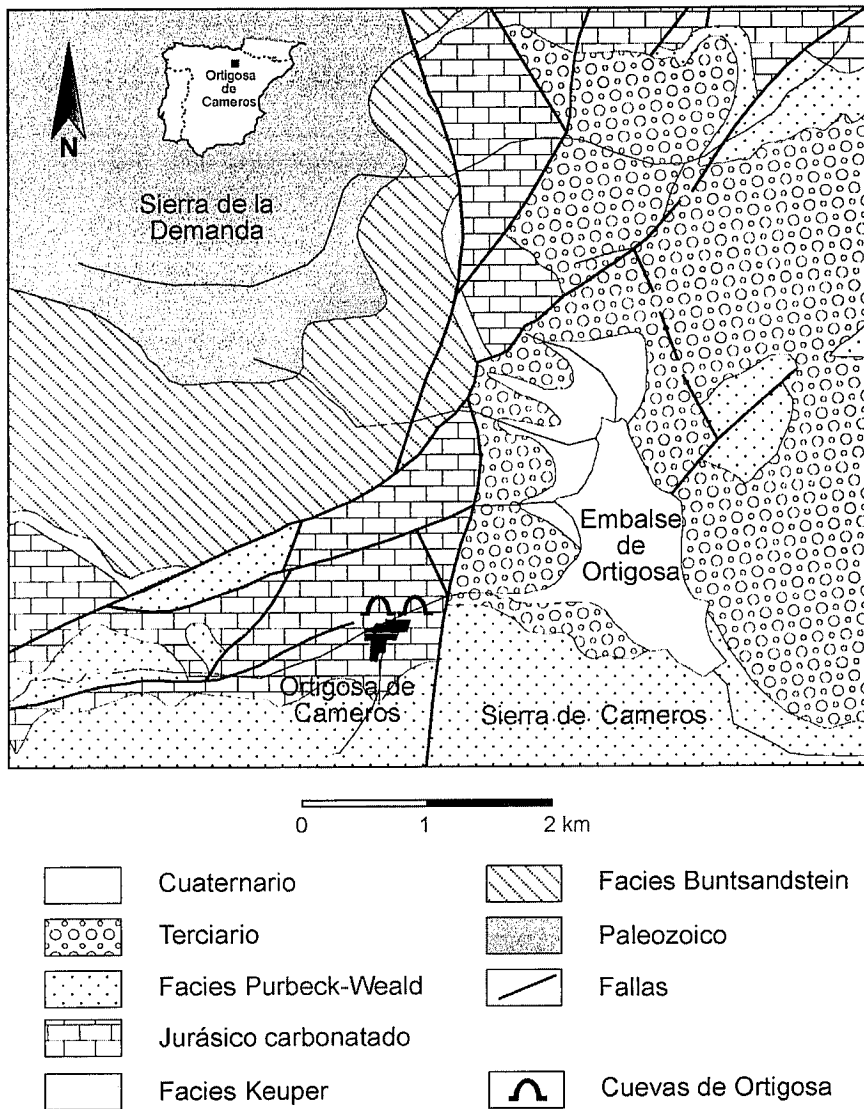 Ortigosa
de
Cameros
N
Sierra de la
Demanda
Embalse
de
Ortigosa
Ortigosa de
Cameros
Sierra de Cameros
0 1 2 km
Cuaternario
Terciario
Facies Purbeck-Weald
Jurásico carbonatado
Facies Keuper
Facies Buntsandstein
Paleozoico
Fallas
Cuevas de Ortigosa